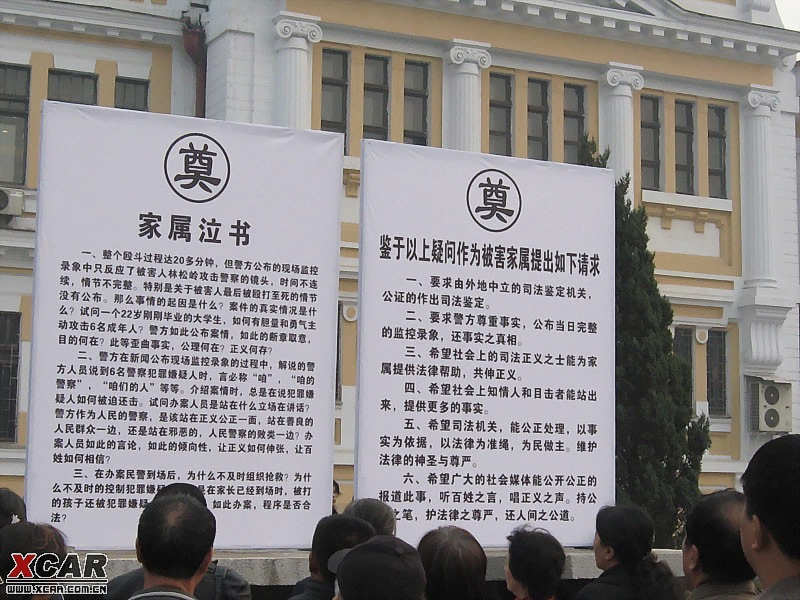 奠
家属泣书
一、整个殴斗过程达20多分钟，但警方公布的现场监控
录象中只反应了被害人林松岭攻击警察的镜头，时间不连
续，情节不完整。特别是关于被害人最后被殴打至死的情节
没有公布。那么事情的起因是什么？案件的真实情况是什
么？试问一个22岁刚刚毕业的大学生，如何有胆量和勇气主
动攻击6名成年人？警方如此公布案情，如此的断章取意，
目的何在？此等歪曲事实，公理何在？正义何存？
二、警方在新闻公布现场监控录象的过程中，解说的警
方人员说到6名警察犯罪嫌疑人时，言必称“咱”，“咱的
警察”，“咱们的人”等等。介绍案情时，总是在说犯罪嫌
疑人如何被迫还击。试问办案人员是站在什么立场在讲话？
警方作为人民的警察，是该站在正义公正一面，站在善良的
人民群众一边，还是站在邪恶的，人民警察的败类一边？办
案人员如此的言论，如此的倾向性，让正义如何伸张，让百
姓如何相信？
三、在办案民警到场后，为什么不及时组织抢救？为什
么不及时的控制犯罪嫌疑 是在家长已经到场时，被打
的孩子还被犯罪嫌疑 如此办案，程序是否合
法？
奠
鉴于以上疑问作为被害家属提出如下请求
一、要求由外地中立的司法鉴定机关，
公证的作出司法鉴定。
二、要求警方尊重事实，公布当日完整
的监控录象，还事实之真相。
三、希望社会上的司法正义之士能为家
属提供法律帮助，共伸正义。
四、希望社会上知情人和目击者能站出
来，提供更多的事实。
五、希望司法机关，能公正处理，以事
实为依据，以法律为准绳，为民做主。维护
法律的神圣与尊严。
六、希望广大的社会媒体能公开公正的
报道此事，听百姓之言，唱正义之声。持公
之笔，护法律之尊严，还人间之公道。
XCAR
WWW.XCAR.COM.CN